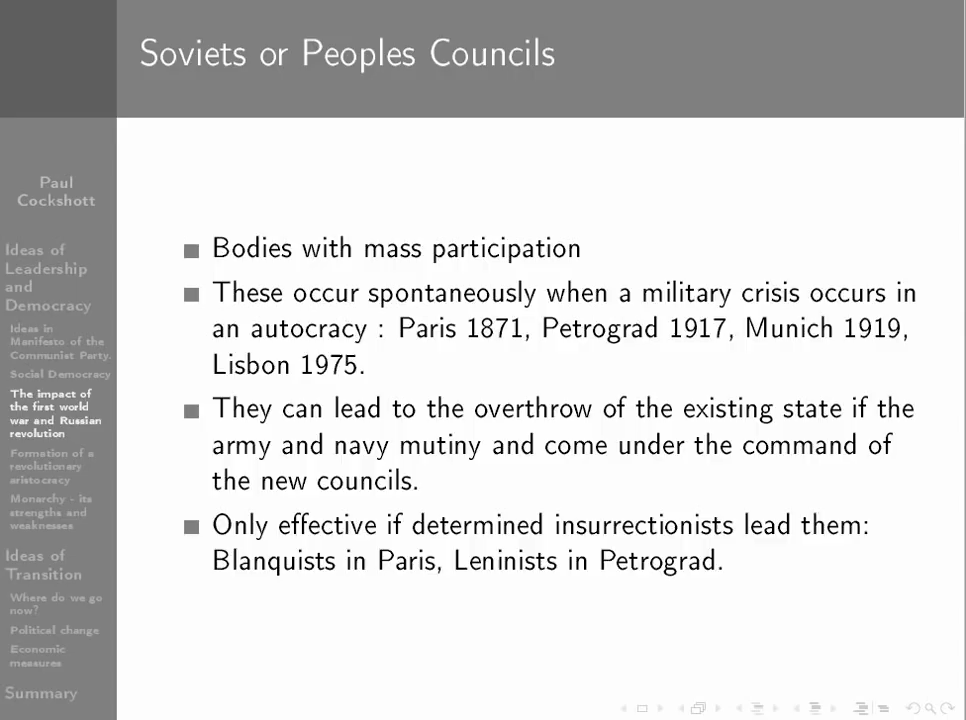 Soviets or Peoples Councils
Paul
Cockshott
Ideas of
Leadership
and
Democracy
Ideas in
Manifesto of the
Communist Party.
Social Democracy
The impact of
the first world
war and Russian
revolution
Formation of a
revolutionary
aristocracy
Monarchy - its
strengths and
weaknesses
Ideas of
Transition
Where do we go
now?
Political change
Economic
measures
Summary
Bodies with mass participation
These occur spontaneously when a military crisis occurs in
an autocracy : Paris 1871, Petrograd 1917, Munich 1919,
Lisbon 1975.
They can lead to the overthrow of the existing state if the
army and navy mutiny and come under the command of
the new councils.
Only effective if determined insurrectionists lead them:
Blanquists in Paris, Leninists in Petrograd.